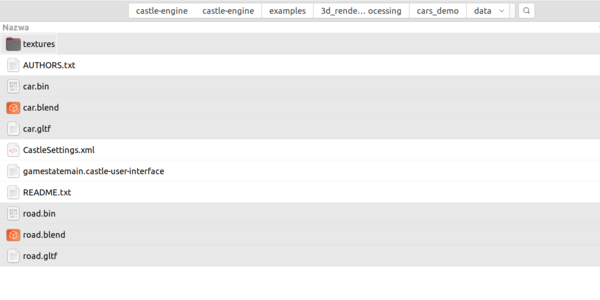 castle-engine castle-engine examples 3d_rende... ocessing cars_demo data
Nazwa
textures
AUTHORS.txt
car.bin
car.blend
car.gltf
CastleSettings.xml
gamestatemain.castle-user-interface
README.txt
road.bin
road.blend
road.gltf